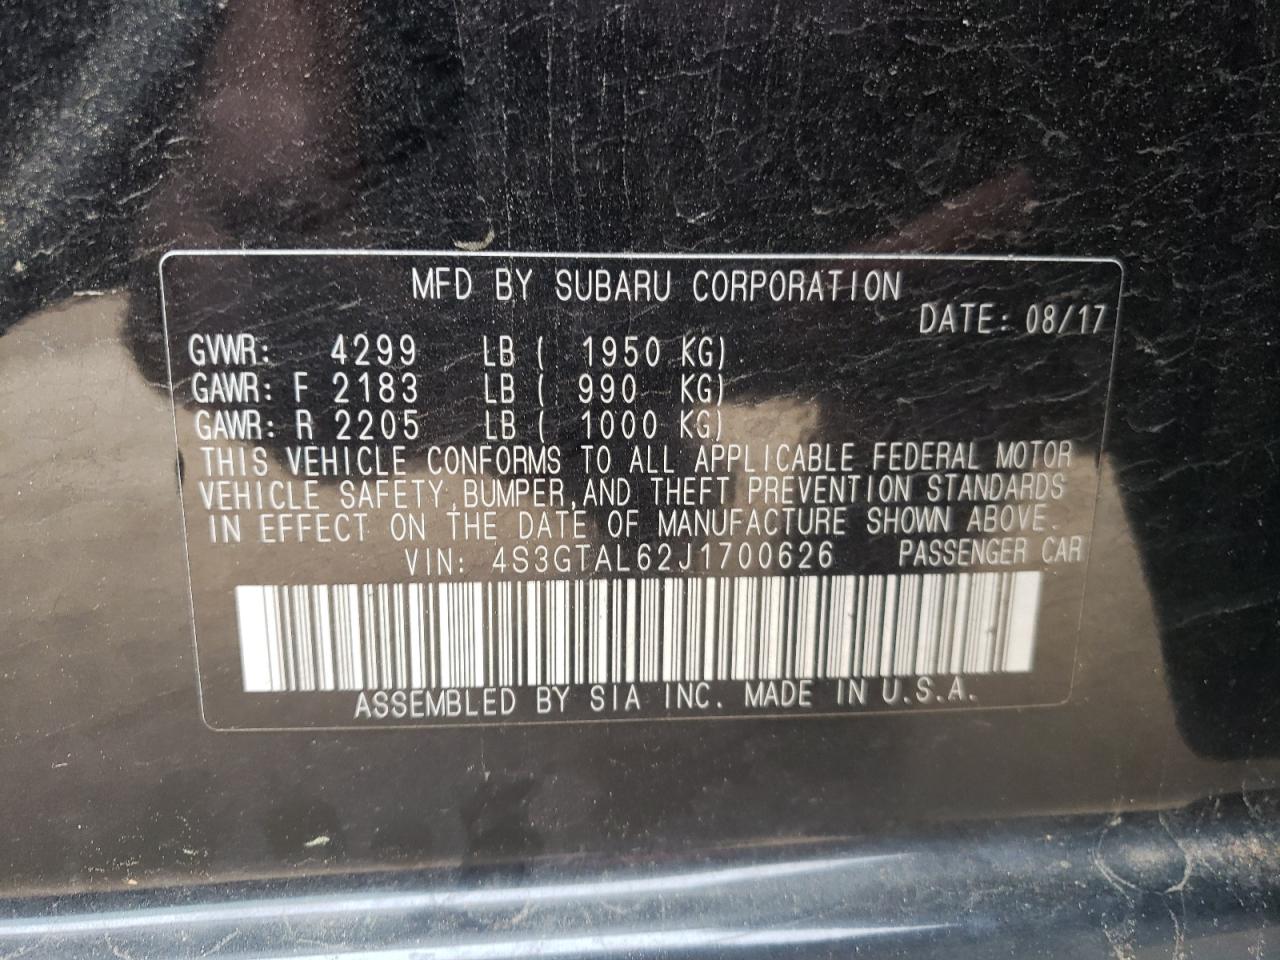 MFD BY SUBARU CORPORATION
DATE: 08/17
GVWR: 4299 LB ( 1950 KG)
GAWR: F 2183 LB ( 990 KG)
GAWR: R 2205 LB ( 1000 KG)
THIS VEHICLE CONFORMS TO ALL APPLICABLE FEDERAL MOTOR
VEHICLE SAFETY,BUMPER,AND THEFT PREVENTION STANDARDS
IN EFFECT ON THE DATE OF MANUFACTURE SHOWN ABOVE.
VIN: 4S3GTAL62J1700626 PASSENGER CAR
ASSEMBLED BY SIA INC. MADE IN U.S.A.